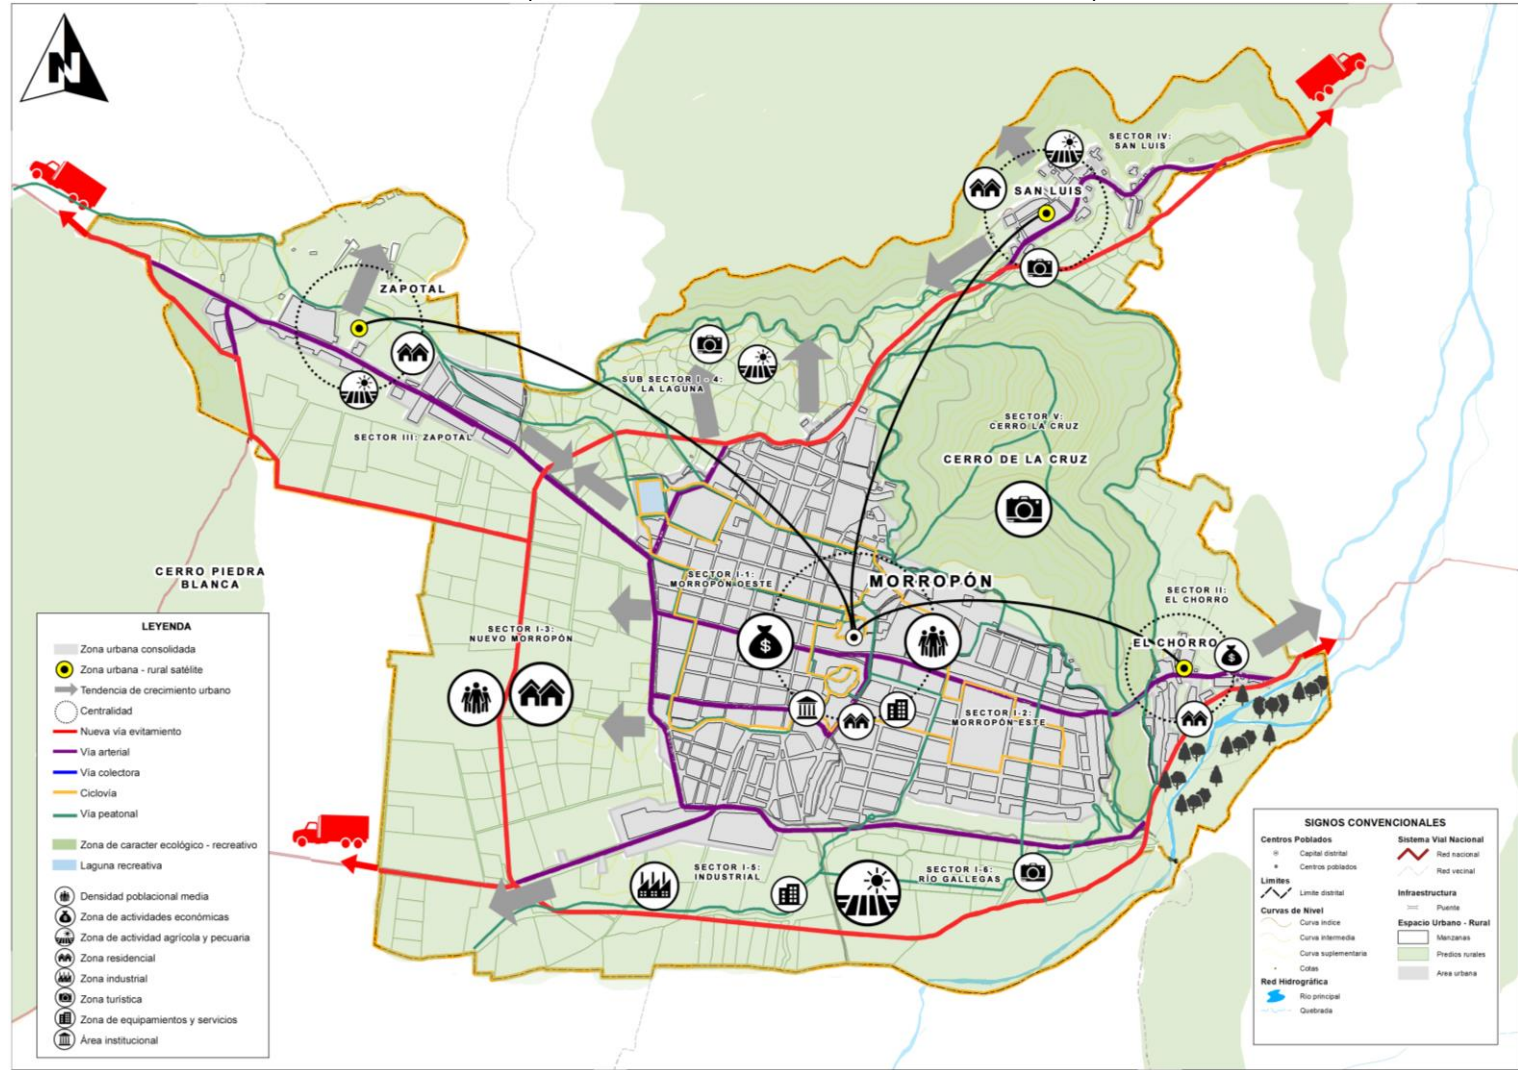 N
SECTOR IV:
SAN LUIS
SAN LUIS
ZAPOTAL
SUB SECTOR I - 4:
LA LAGUNA
SECTOR III: ZAPOTAL
SECTOR V:
CERRO LA CRUZ
CERRO DE LA CRUZ
CERRO PIEDRA
BLANCA
SECTOR I-1:
MORROPÓN OESTE
MORROPÓN
SECTOR II:
EL CHORRO
EL CHORRO
SECTOR I-3:
NUEVO MORROPÓN
$
$
SECTOR I-2:
MORROPÓN ESTE
SECTOR I-5:
INDUSTRIAL
SECTOR I-6:
RÍO GALLEGAS
LEYENDA
Zona urbana consolidada
Zona urbana - rural satélite
Tendencia de crecimiento urbano
Centralidad
Nueva vía evitamiento
Vía arterial
Vía colectora
Ciclovía
Vía peatonal
Zona de caracter ecológico - recreativo
Laguna recreativa
Densidad poblacional media
Zona de actividades económicas
Zona de actividad agrícola y pecuaria
Zona residencial
Zona industrial
Zona turística
Zona de equipamientos y servicios
Área institucional
SIGNOS CONVENCIONALES
Centros Poblados
Capital distrital
Centros poblados
Límites
Límite distrital
Curvas de Nivel
Curva índice
Curva intermedia
Curva suplementaria
Cotas
Red Hidrográfica
Río principal
Quebrada
Sistema Vial Nacional
Red nacional
Red vecinal
Infraestructura
Puente
Espacio Urbano - Rural
Manzanas
Predios rurales
Area urbana